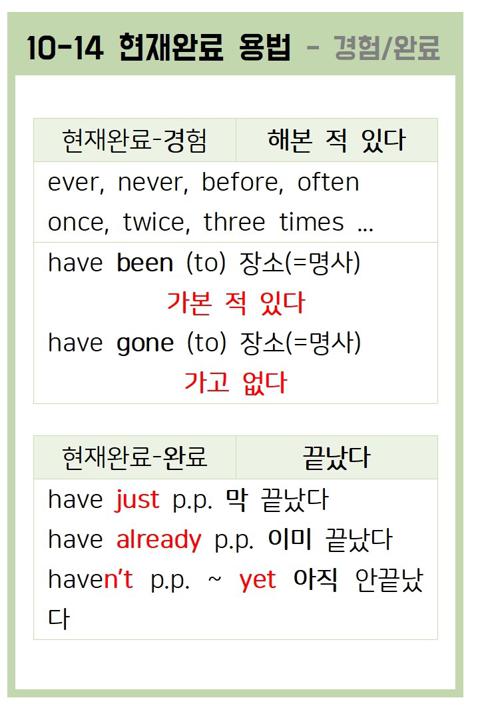 10-14 현재완료 용법 - 경험/완료
현재완료-경험 해본 적 있다
ever, never, before, often
once, twice, three times ...
have been (to) 장소(=명사)
가본 적 있다
have gone (to) 장소(=명사)
가고 없다
현재완료-완료 끝났다
have just p.p. 막 끝났다
have already p.p. 이미 끝났다
haven't p.p. ~ yet 아직 안끝났
다